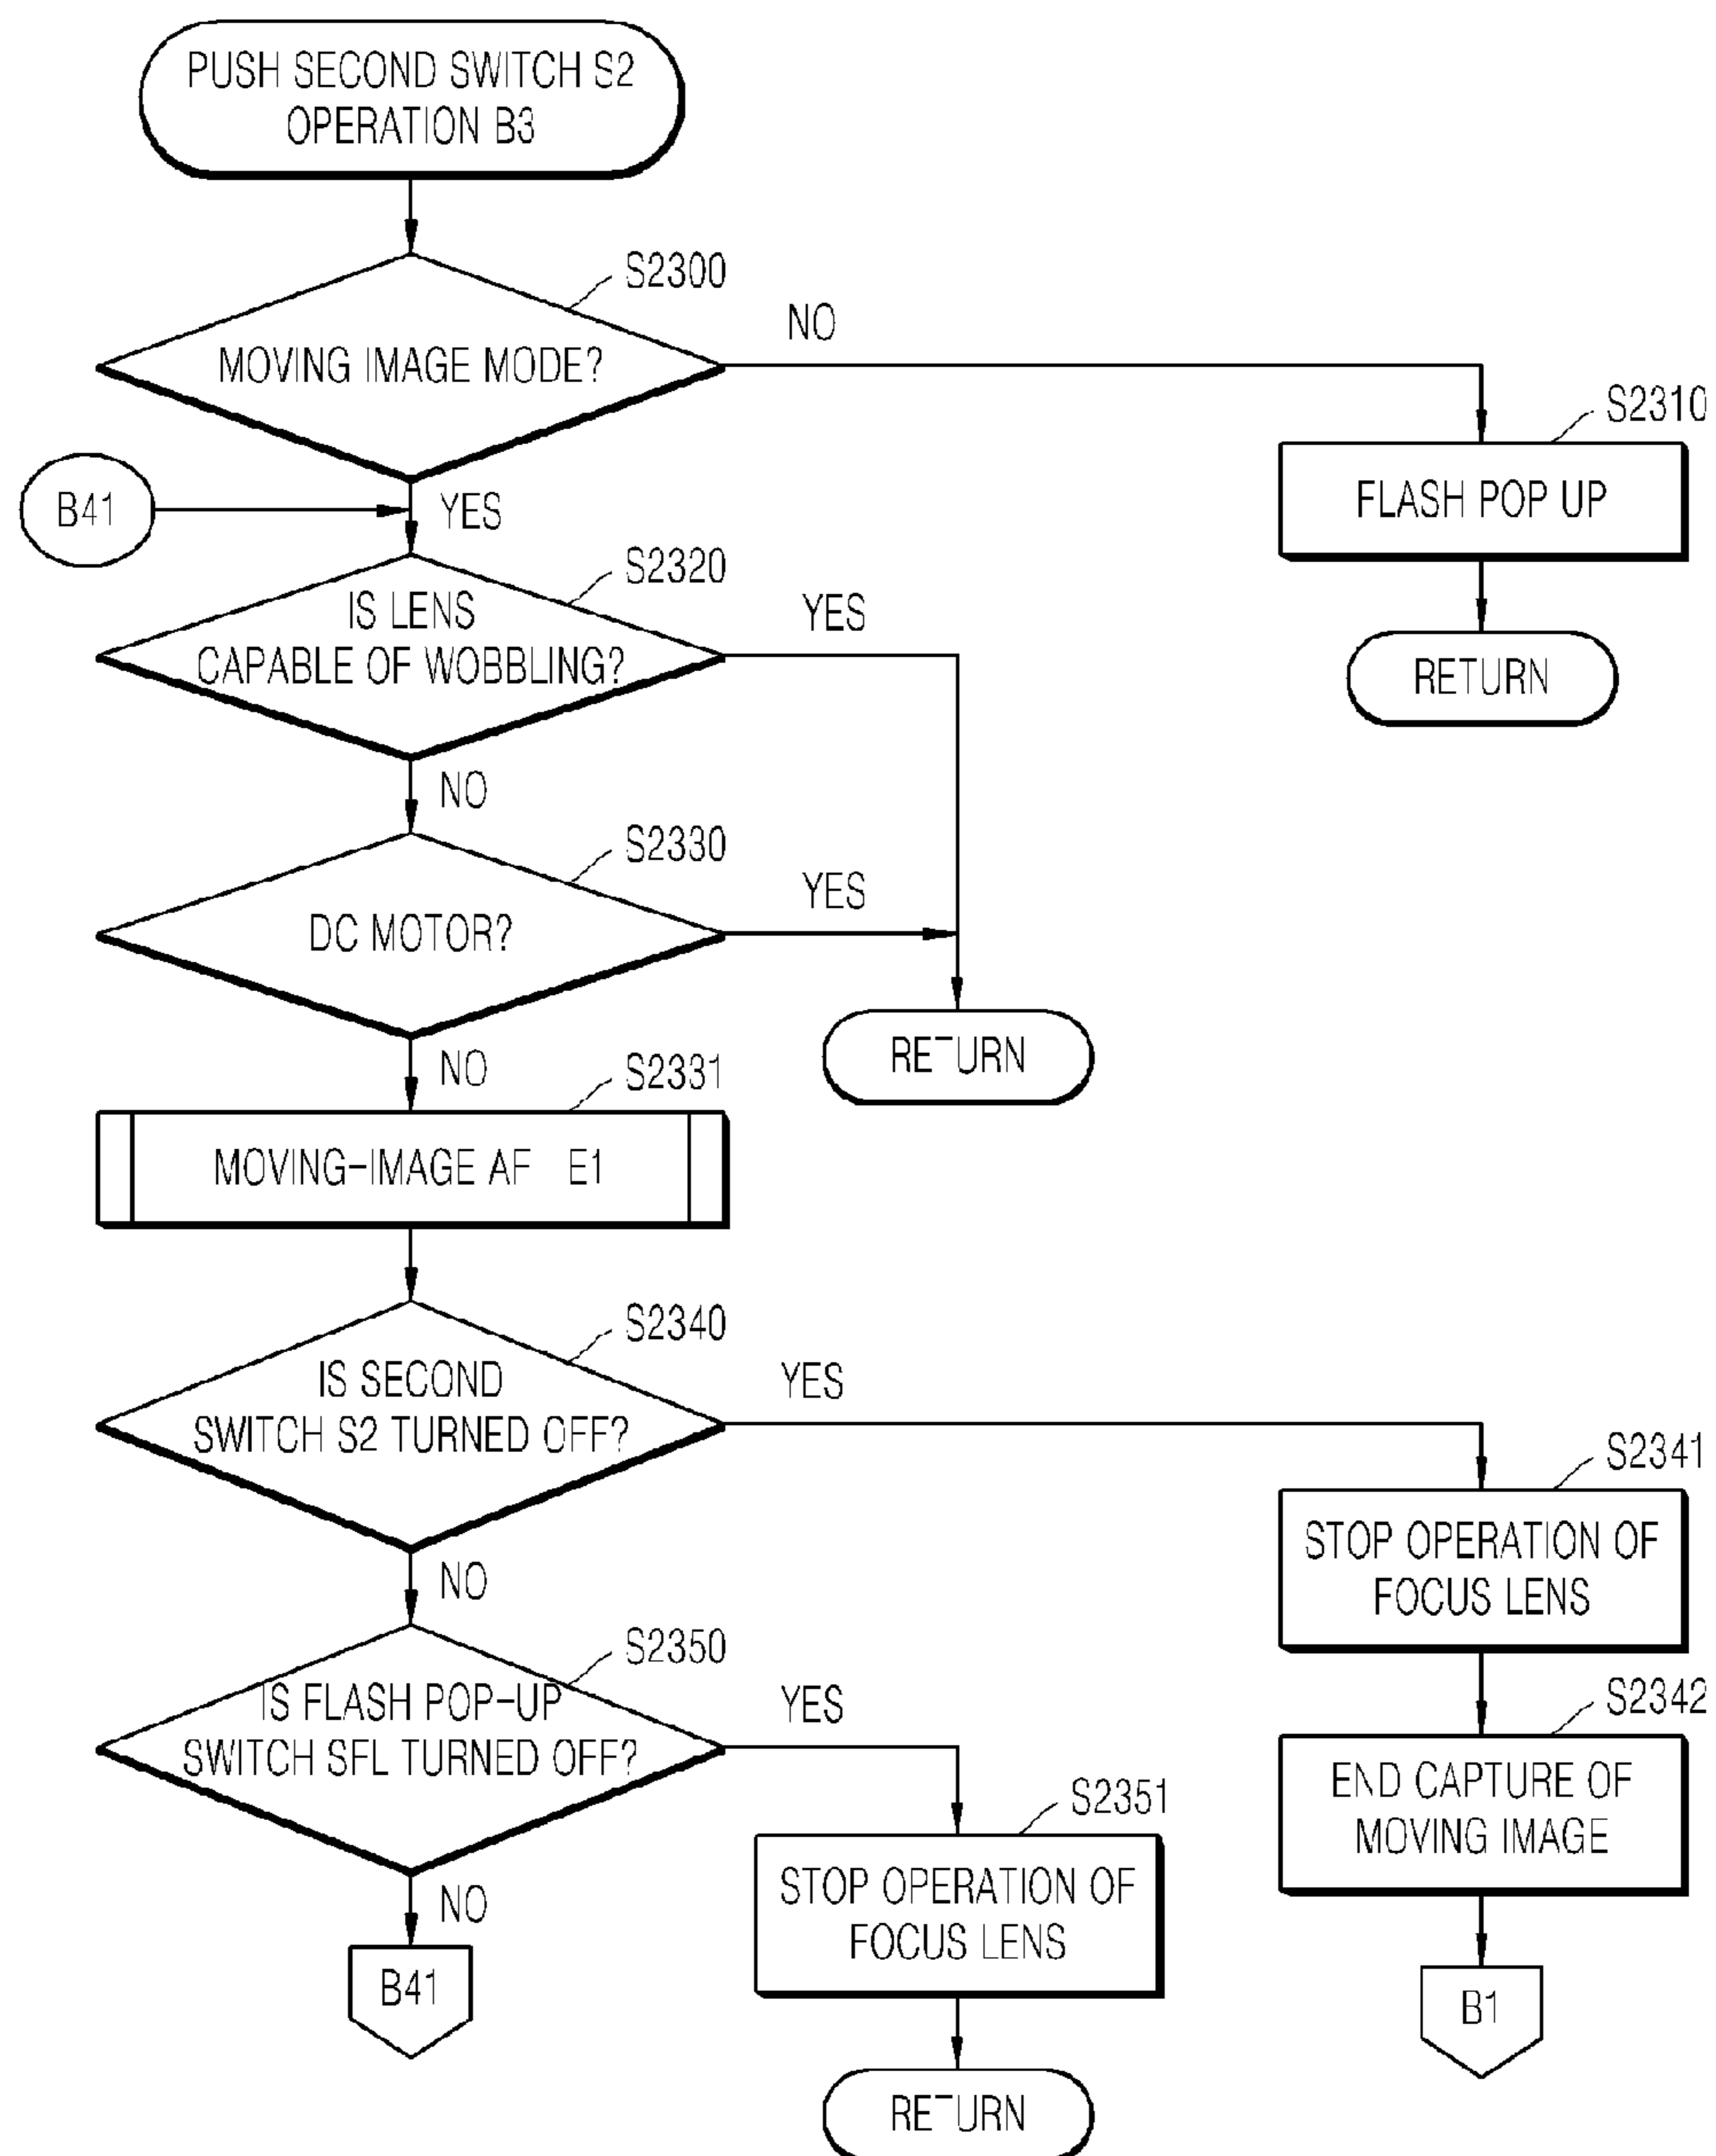 PUSH SECOND SWITCH S2
OPERATION B3
S2300
MOVING IMAGE MODE?
NO
S2310
FLASH POP UP
RETURN
B41
YES
S2320
IS LENS
CAPABLE OF WOBBLING?
YES
NO
S2330
DC MOTOR?
YES
RETURN
NO
S2331
MOVING-IMAGE AF E1
S2340
IS SECOND
SWITCH S2 TURNED OFF?
YES
S2341
STOP OPERATION OF
FOCUS LENS
S2342
END CAPTURE OF
MOVING IMAGE
B1
NO
S2350
IS FLASH POP-UP
SWITCH SFL TURNED OFF?
YES
S2351
STOP OPERATION OF
FOCUS LENS
RETURN
NO
B41